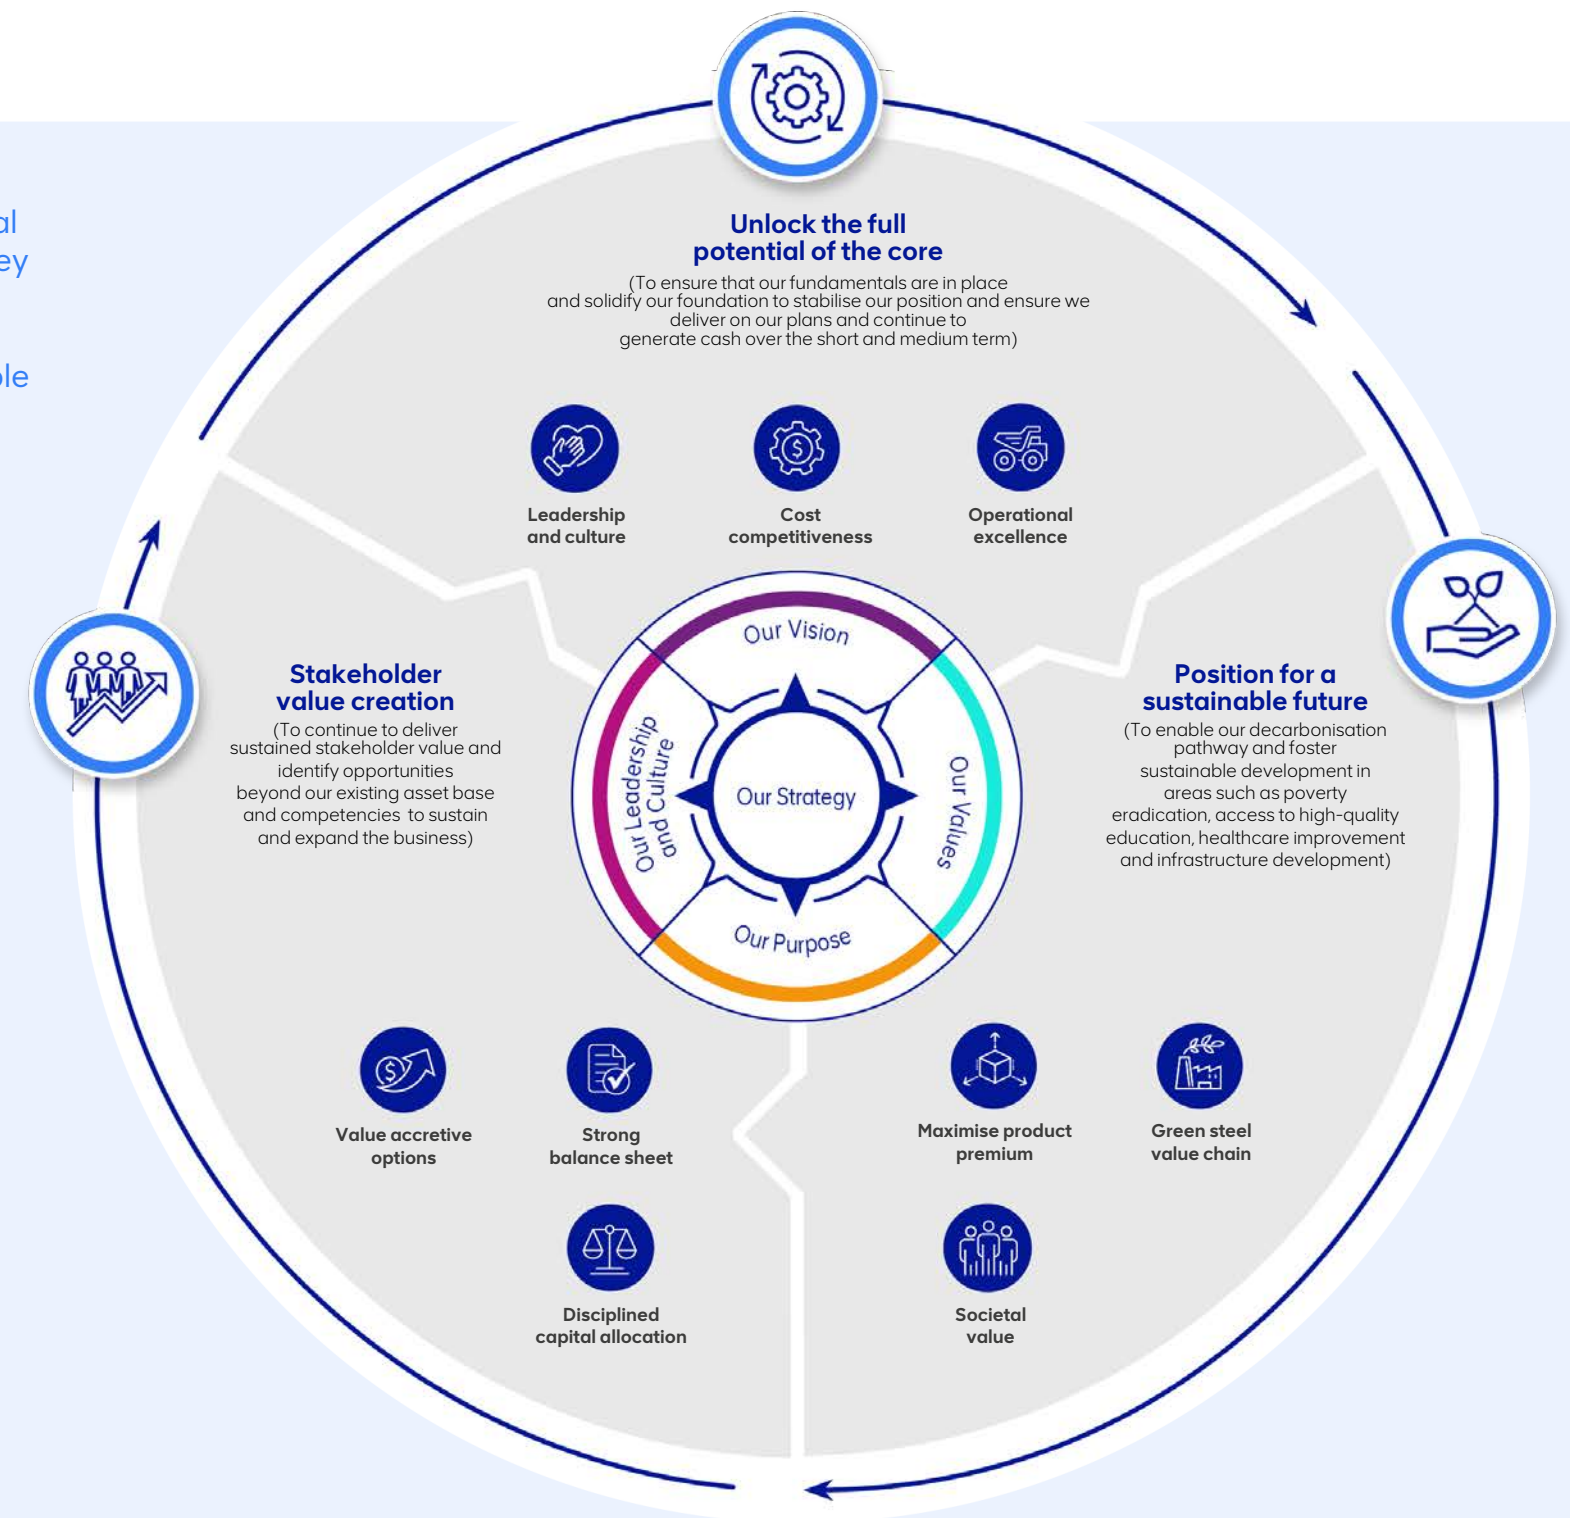 al
ey
ole
Unlock the full
potential of the core
(To ensure that our fundamentals are in place
and solidify our foundation to stabilise our position and ensure we
deliver on our plans and continue to
generate cash over the short and medium term)
Leadership
and culture
Cost
competitiveness
Operational
excellence
Stakeholder
value creation
(To continue to deliver
sustained stakeholder value and
identify opportunities
beyond our existing asset base
and competencies to sustain
and expand the business)
Our Vision
Our Leadership
and Culture
Our Strategy
Our Values
Our Purpose
Position for a
sustainable future
(To enable our decarbonisation
pathway and foster
sustainable development in
areas such as poverty
eradication, access to high-quality
education, healthcare improvement
and infrastructure development)
Value accretive
options
Strong
balance sheet
Disciplined
capital allocation
Maximise product
premium
Green steel
value chain
Societal
value